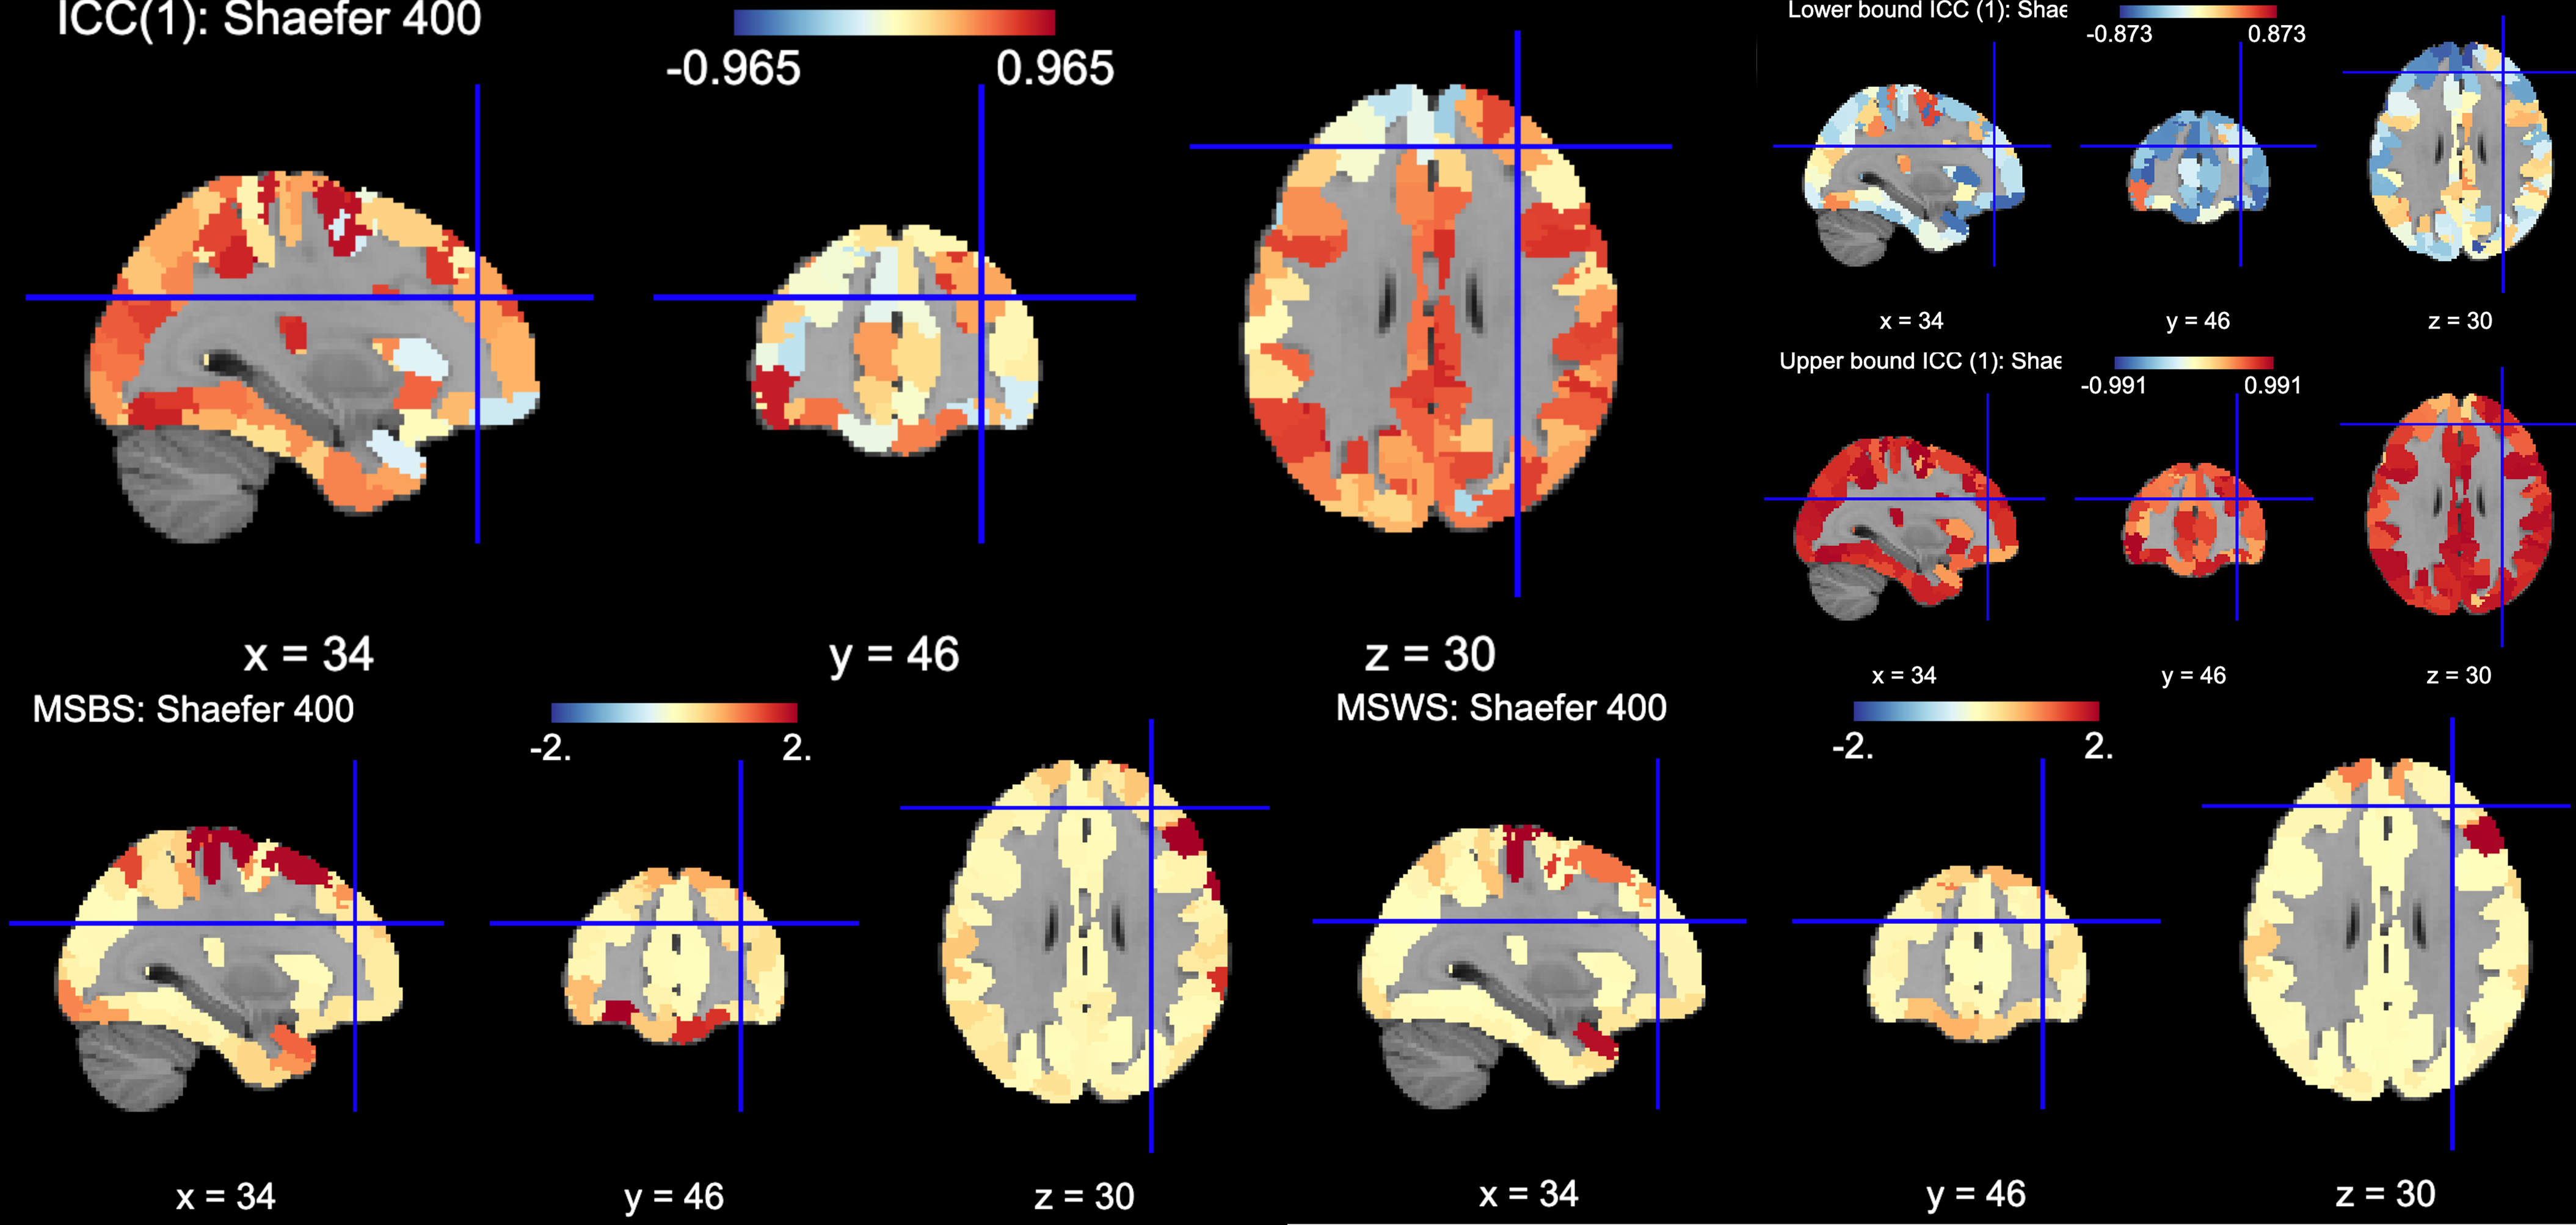 ICC(1): Shaefer 400
-0.965 0.965
x = 34 y = 46 z = 30
Lower bound ICC (1): Shae
-0.873 0.873
x = 34 y = 46 z = 30
Upper bound ICC (1): Shae
-0.991 0.991
x = 34 y = 46 z = 30
MSBS: Shaefer 400
-2. 2.
x = 34 y = 46 z = 30
MSWS: Shaefer 400
-2. 2.
x = 34 y = 46 z = 30